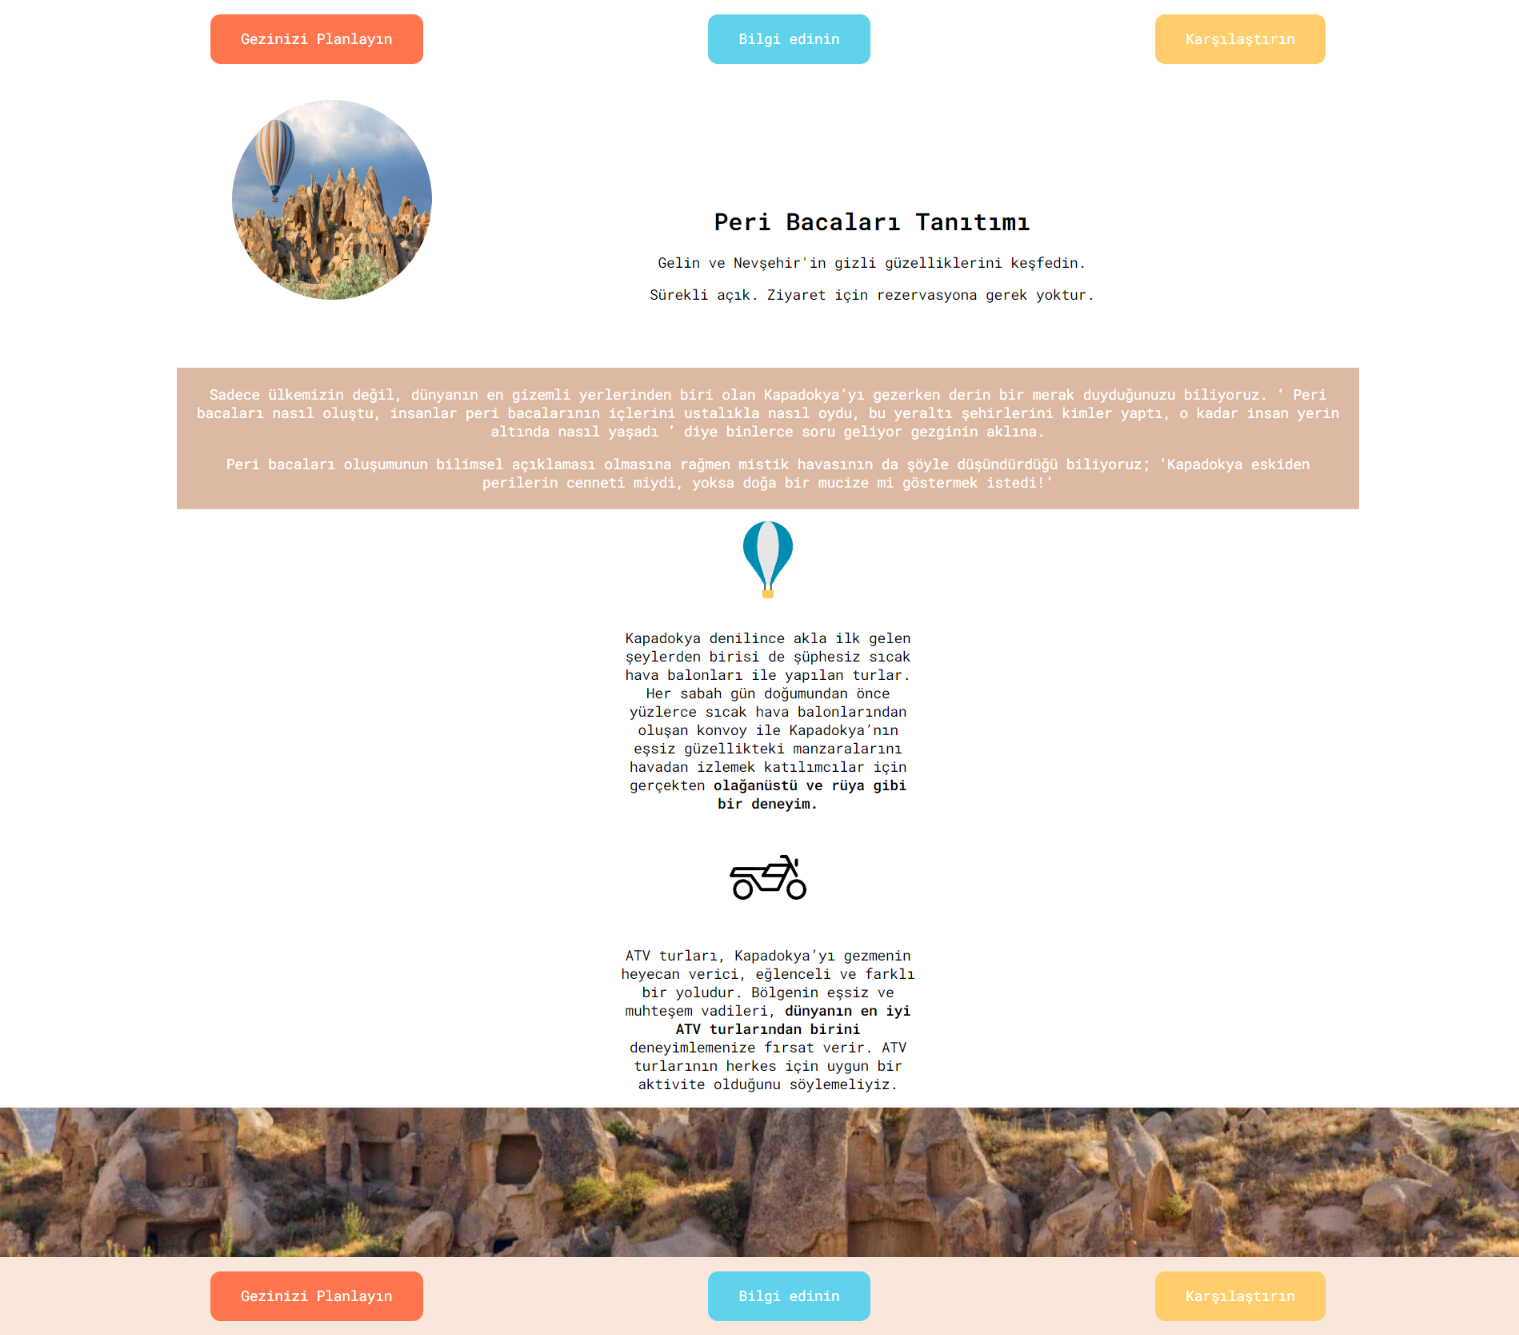 Gezinizi Planlayın
Bilgi edinin
Karşılaştırın
Peri Bacaları Tanıtımı
Gelin ve Nevşehir'in gizli güzelliklerini keşfedin.
Sürekli açık. Ziyaret için rezervasyona gerek yoktur.
Sadece ülkemizin değil, dünyanın en gizemli yerlerinden biri olan Kapadokya’yı gezerken derin bir merak duyduğunuzu biliyoruz. ‘ Peri
bacaları nasıl oluştu, insanlar peri bacalarının içlerini ustalıkla nasıl oydu, bu yeraltı şehirlerini kimler yaptı, o kadar insan yerin
altında nasıl yaşadı ’ diye binlerce soru geliyor gezginin aklına.
Peri bacaları oluşumunun bilimsel açıklaması olmasına rağmen mistik havasının da şöyle düşündürdüğü biliyoruz; ‘Kapadokya eskiden
perilerin cenneti miydi, yoksa doğa bir mucize mi göstermek istedi!’
Kapadokya denilince akla ilk gelen
şeylerden birisi de şüphesiz sıcak
hava balonları ile yapılan turlar.
Her sabah gün doğumundan önce
yüzlerce sıcak hava balonlarından
oluşan konvoy ile Kapadokya’nın
eşsiz güzellikteki manzaralarını
havadan izlemek katılımcılar için
gerçekten olağanüstü ve rüya gibi
bir deneyim.
ATV turları, Kapadokya’yı gezmenin
heyecan verici, eğlenceli ve farklı
bir yoludur. Bölgenin eşsiz ve
muhteşem vadileri, dünyanın en iyi
ATV turlarından birini
deneyimlemenize fırsat verir. ATV
turlarının herkes için uygun bir
aktivite olduğunu söylemeliyiz.
Gezinizi Planlayın
Bilgi edinin
Karşılaştırın